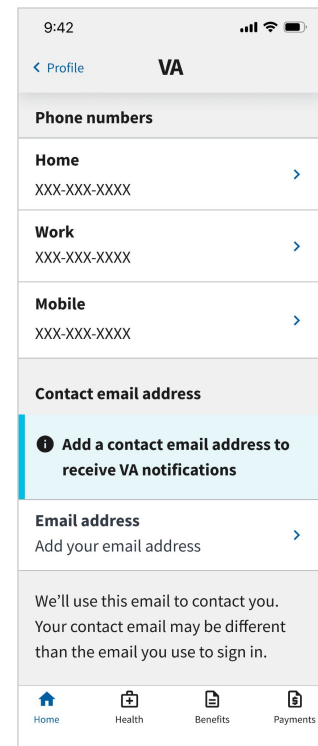 9:42
Profile
VA
Phone numbers
Home
XXX-XXX-XXXX
Work
XXX-XXX-XXXX
Mobile
XXX-XXX-XXXX
Contact email address
Add a contact email address to
receive VA notifications
Email address
Add your email address
We’ll use this email to contact you.
Your contact email may be different
than the email you use to sign in.
Home
Health
Benefits
Payments